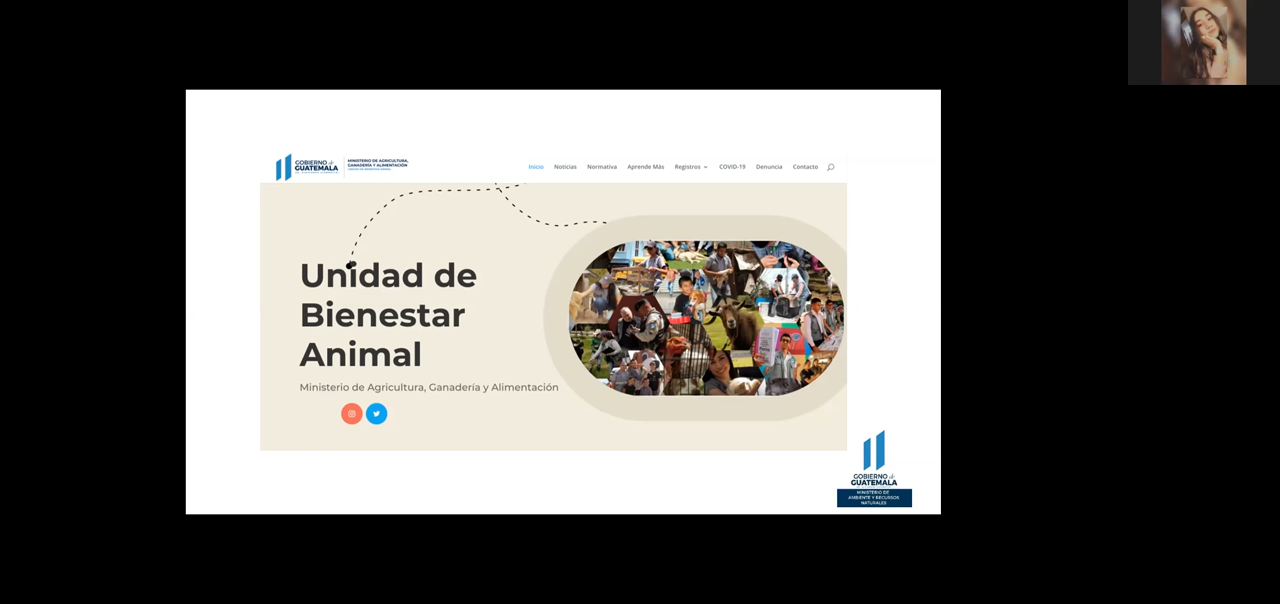 GOBIERNO de
GUATEMALA
MINISTERIO DE AGRICULTURA,
GANADERÍA Y ALIMENTACIÓN
Inicio Noticias Normativa Aprende Más Registros COVID-19 Denuncia Contacto
Unidad de
Bienestar
Animal
Ministerio de Agricultura, Ganadería y Alimentación
GOBIERNO de
GUATEMALA
MINISTERIO DE
AMBIENTE Y RECURSOS
NATURALES